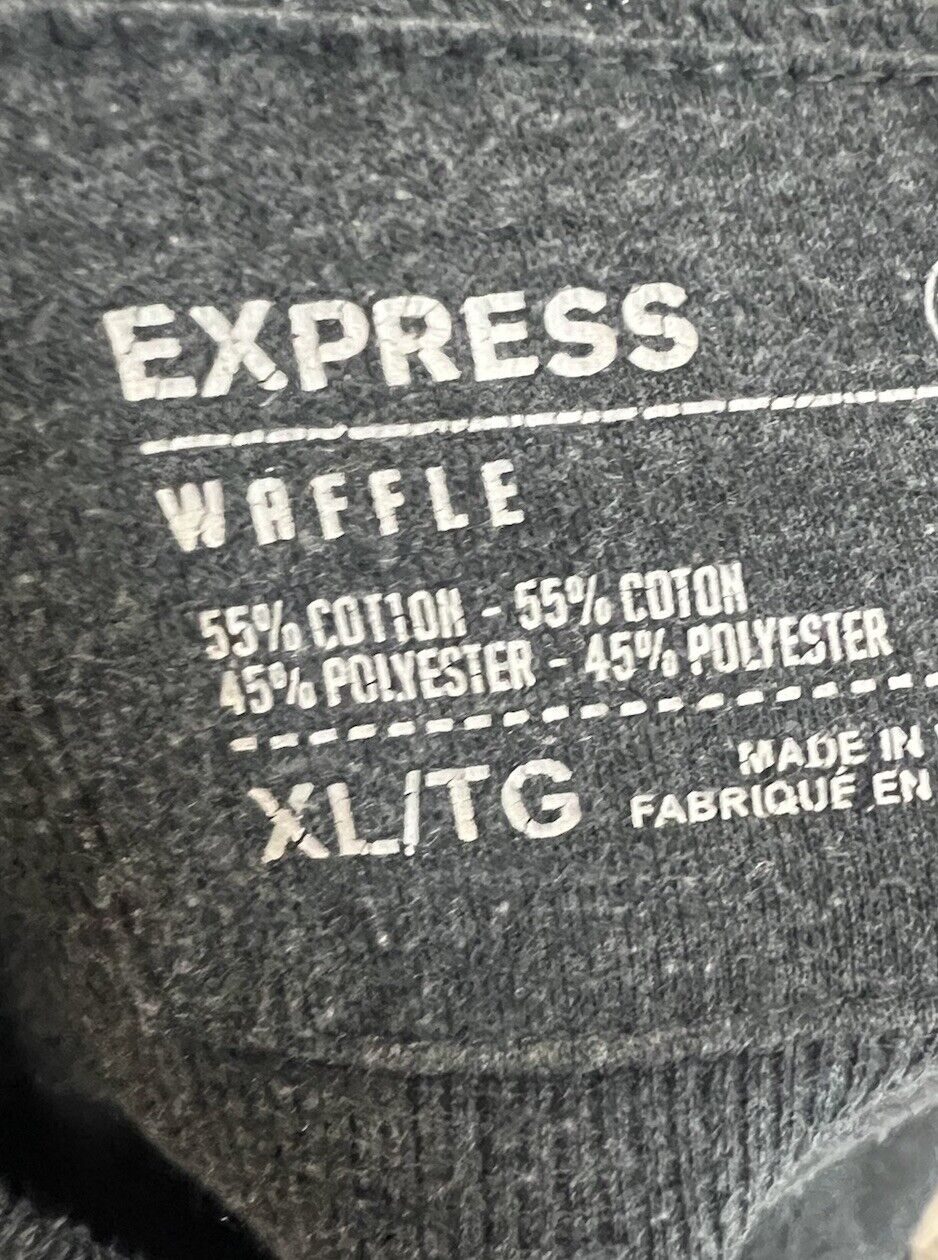 EXPRESS
WAFFLE
55% COTTON - 55% COTON
45% POLYESTER - 45% POLYESTER
XL/TG
MADE IN
FABRIQUÉ EN